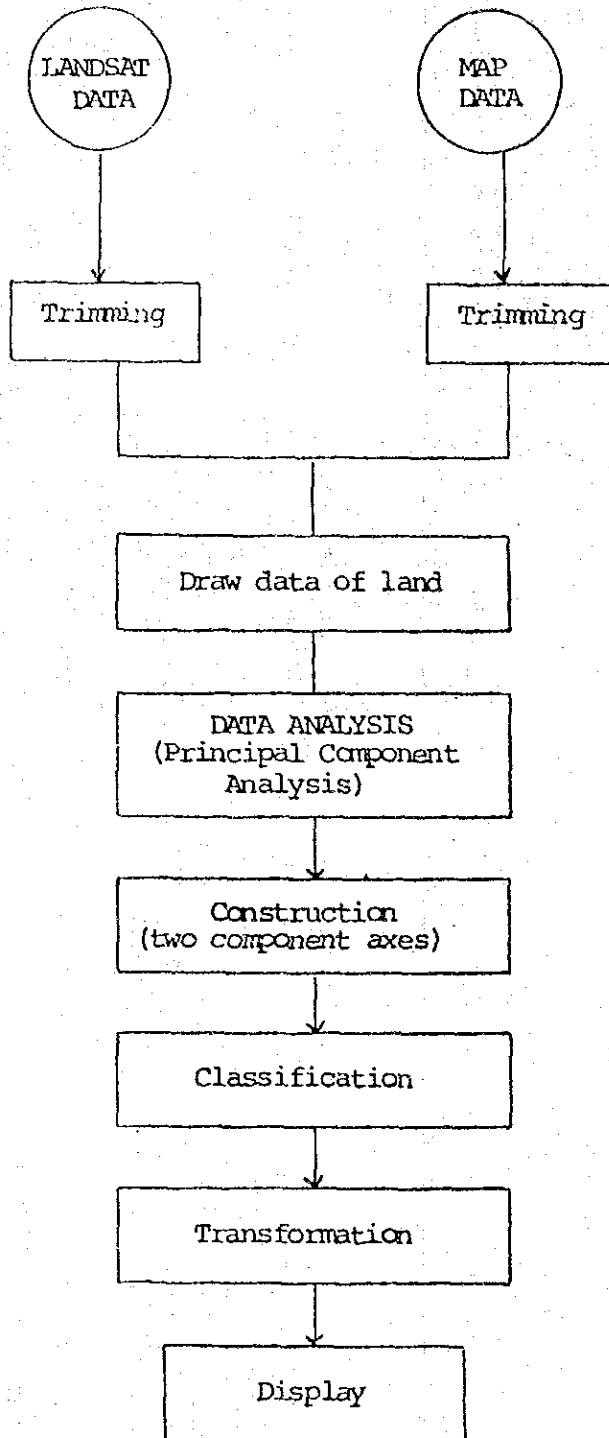 LANDSAT
DATA
MAP
DATA
Trimming
Trimming
Draw data of land
DATA ANALYSIS
(Principal Component
Analysis)
Construction
(two component axes)
Classification
Transformation
Display